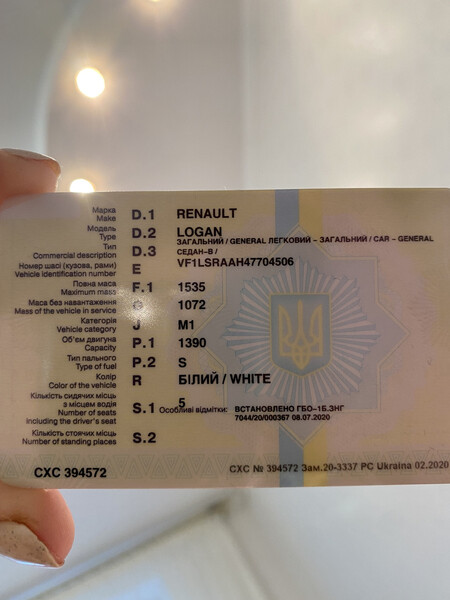 Марка
Make D.1 RENAULT
Модель
Type D.2 LOGAN
ЗАГАЛЬНИЙ / GENERAL ЛЕГКОВИЙ - ЗАГАЛЬНИЙ / CAR - GENERAL
Тип
Commercial description D.3 СЕДАН-B /
Номер шасі (кузова, рами)
Vehicle identification number E VF1LSRAAH47704506
Повна маса
Maximum mass F.1 1535
Маса без навантаження
Mass of the vehicle in service G 1072
Категорія
Vehicle category J M1
Об'єм двигуна
Capacity P.1 1390
Тип пального
Type of fuel P.2 S
Колір
Color of the vehicle R БІЛИЙ / WHITE
Кількість сидячих місць
з місцем водія
Number of seats
Including the driver's seat S.1 5
Особливі відмітки: ВСТАНОВЛЕНО ГБО-1Б.ЗНГ
7044/20/000367 08.07.2020
Кількість стоячих місць
Number of standing places S.2
СХС 394572
СХС № 394572 Зам.20-3337 РС Ukraina 02.2020